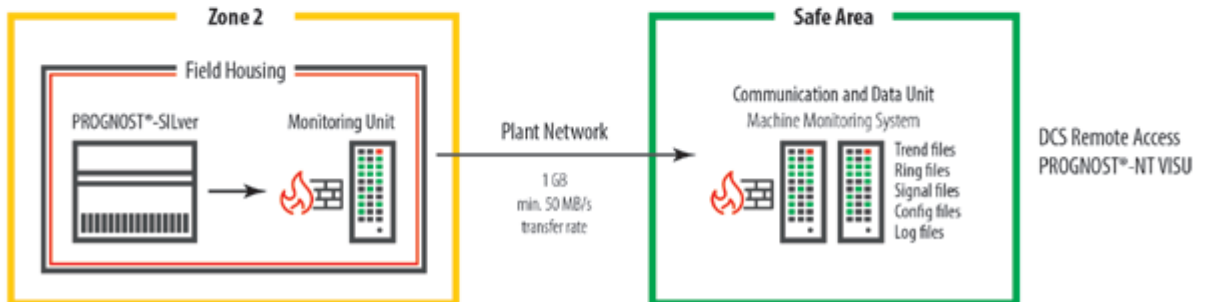 Zone 2
Field Housing
PROGNOST®-SILver
Monitoring Unit
Plant Network
1 GB
min. 50 MB/s
transfer rate
Safe Area
Communication and Data Unit
Machine Monitoring System
Trend files
Ring files
Signal files
Config files
Log files
DCS Remote Access
PROGNOST®-NT VISU